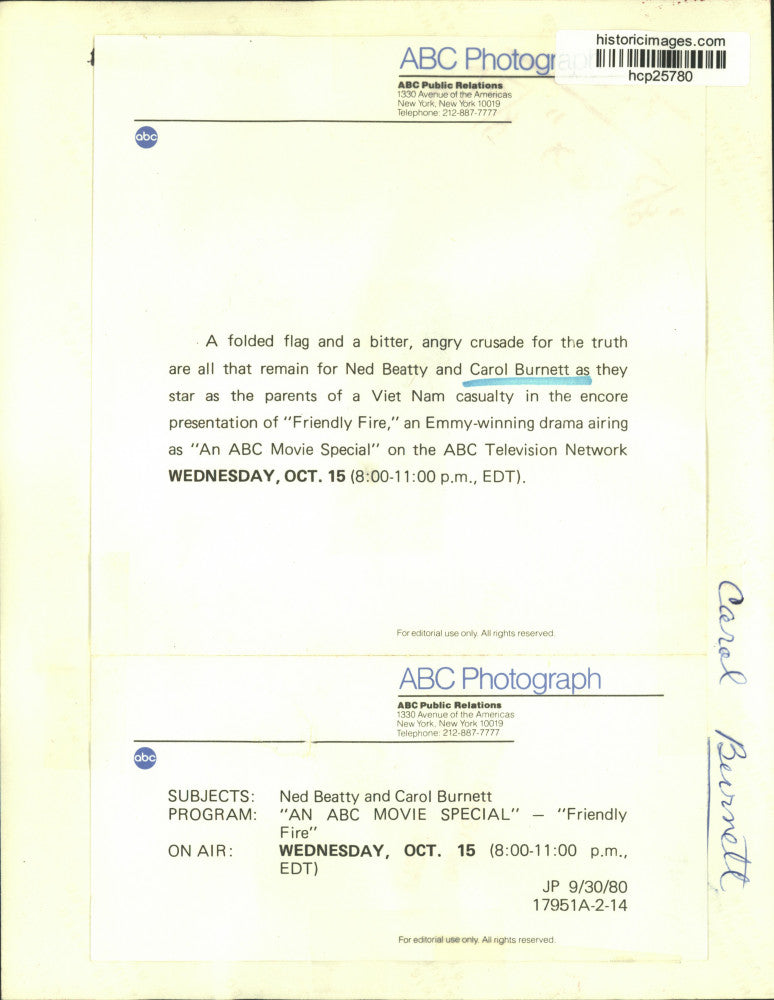 historicimages.com
hcp25780
ABC Photogr
ABC Public Relations
1330 Avenue of the Americas
New York, New York 10019
Telephone: 212-887-7777
abc
A folded flag and a bitter, angry crusade for the truth
are all that remain for Ned Beatty and Carol Burnett as they
star as the parents of a Viet Nam casualty in the encore
presentation of "Friendly Fire," an Emmy-winning drama airing
as "An ABC Movie Special" on the ABC Television Network
WEDNESDAY, OCT. 15 (8:00-11:00 p.m., EDT).
For editorial use only. All rights reserved.
ABC Photograph
ABC Public Relations
1330 Avenue of the Americas
New York, New York 10019
Telephone: 212-887-7777
abc
SUBJECTS: Ned Beatty and Carol Burnett
PROGRAM: "AN ABC MOVIE SPECIAL" — "Friendly
Fire"
ON AIR: WEDNESDAY, OCT. 15 (8:00-11:00 p.m.,
EDT)
JP 9/30/80
17951A-2-14
For editorial use only. All rights reserved.
Carol Burnett